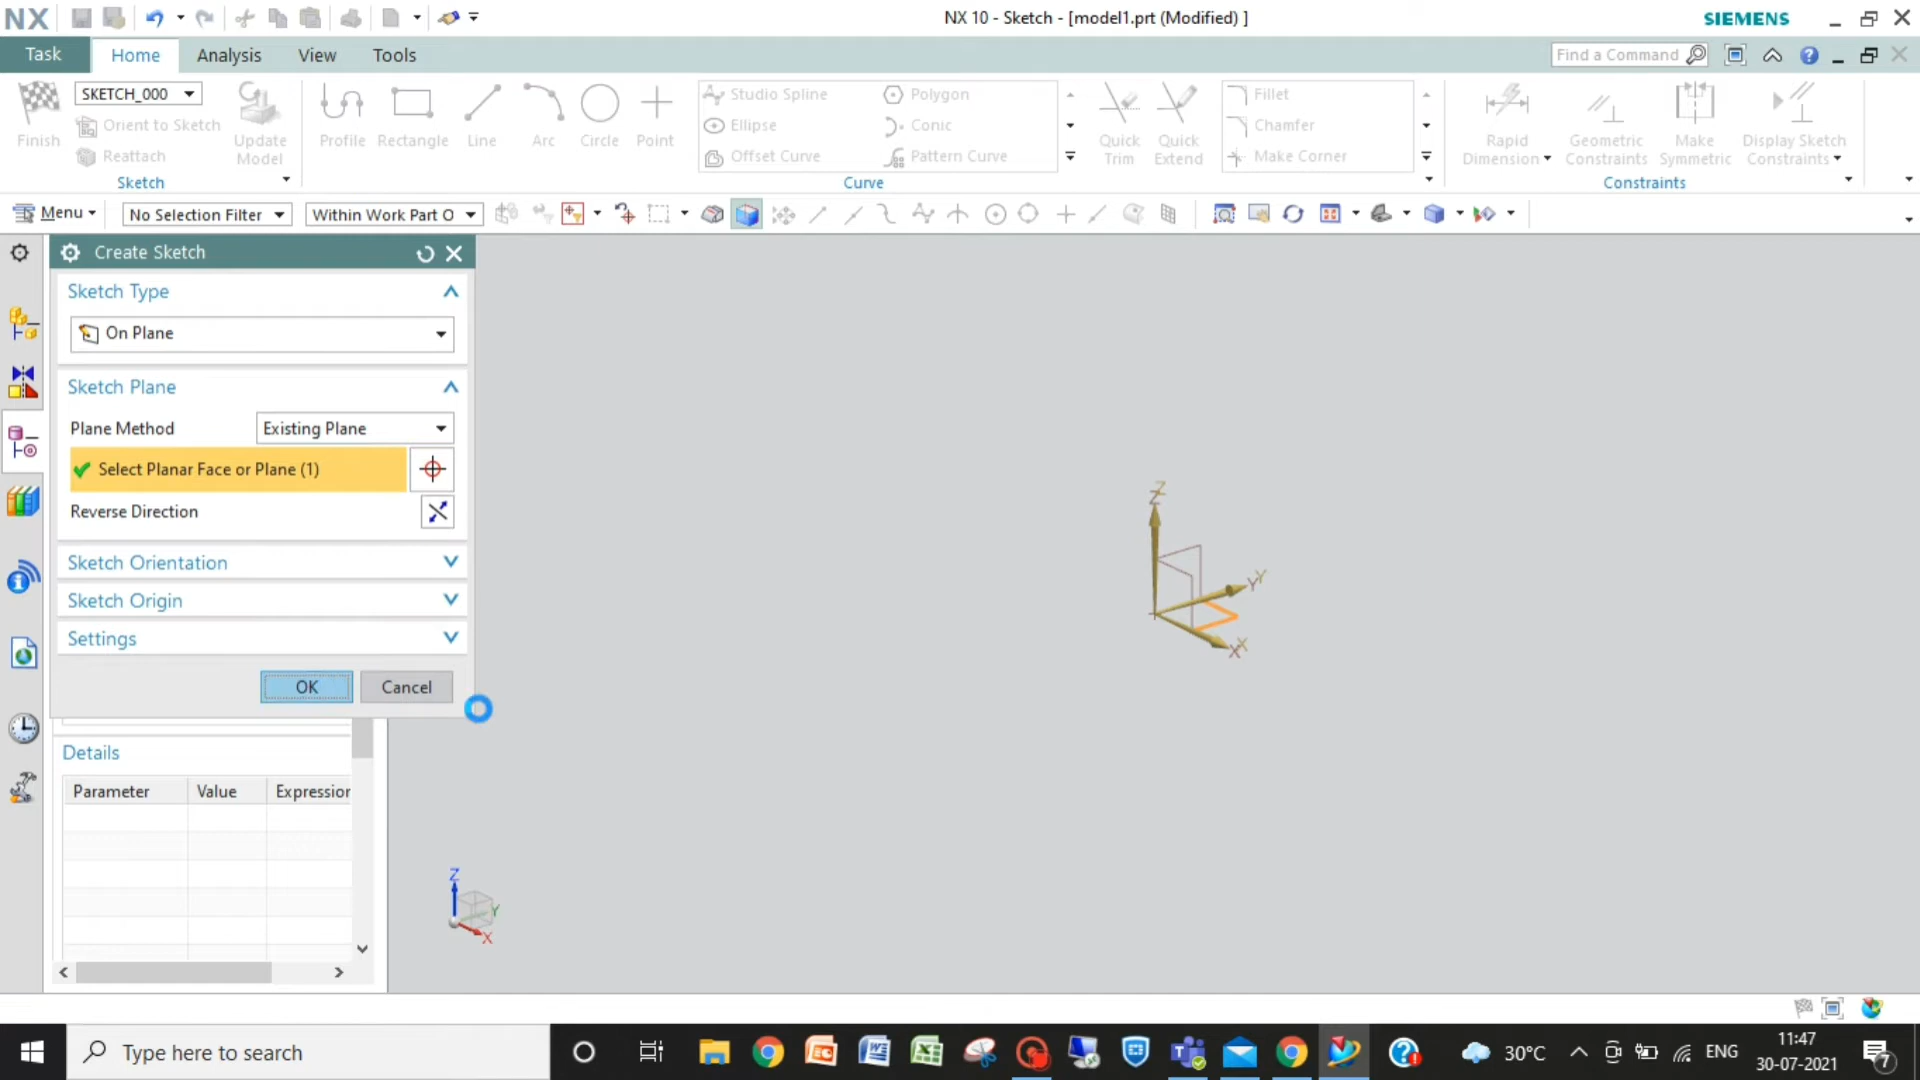 NX
NX 10 - Sketch - [model1.prt (Modified) ]
SIEMENS
Task
Home
Analysis
View
Tools
Find a Command
Finish
SKETCH_000
Orient to Sketch
Reattach
Update
Model
Sketch
Profile
Rectangle
Line
Arc
Circle
Point
Studio Spline
Polygon
Ellipse
Conic
Offset Curve
Pattern Curve
Curve
Quick
Trim
Quick
Extend
Fillet
Chamfer
Make Corner
Rapid
Dimension
Geometric
Constraints
Make
Symmetric
Display Sketch
Constraints
Constraints
Menu
No Selection Filter
Within Work Part O
Create Sketch
Sketch Type
On Plane
Sketch Plane
Plane Method
Existing Plane
Select Planar Face or Plane (1)
Reverse Direction
Sketch Orientation
Sketch Origin
Settings
OK
Cancel
Details
Parameter
Value
Expression
Z
Z
Y
Y
X
X
Z
Y
X
Type here to search
30°C
ENG
11:47
30-07-2021
7